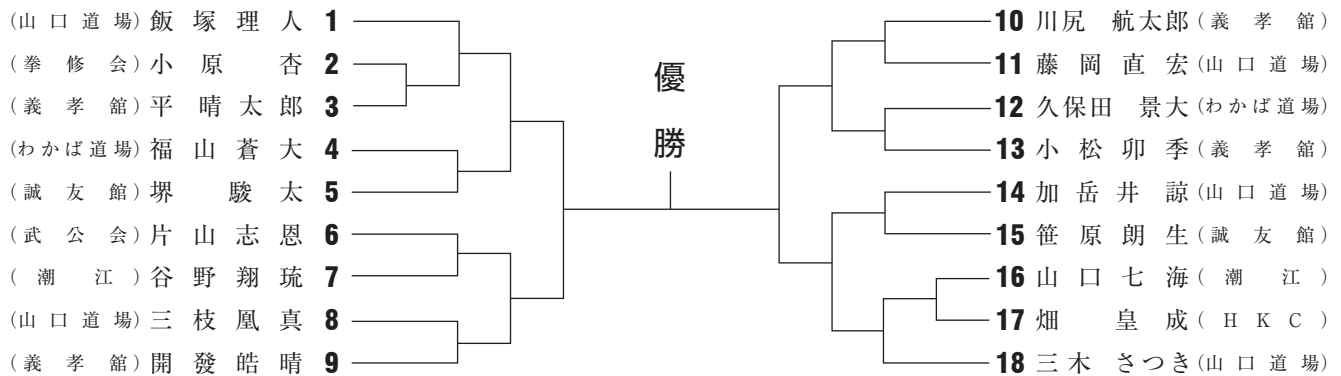 (山口道場) 飯塚理人 1
(拳修会) 小原杏 2
(義孝舘) 平晴太郎 3
(わかば道場) 福山蒼大 4
(誠友館) 堺駿太 5
(武公会) 片山志恩 6
(潮江) 谷野翔琉 7
(山口道場) 三枝凰真 8
(義孝舘) 開發皓晴 9
優勝
10 川尻航太郎 (義孝舘)
11 藤岡直宏 (山口道場)
12 久保田景大 (わかば道場)
13 小松卯季 (義孝舘)
14 加岳井諒 (山口道場)
15 笹原朗生 (誠友館)
16 山口七海 (潮江)
17 畑皇成 (HKC)
18 三木さつき (山口道場)